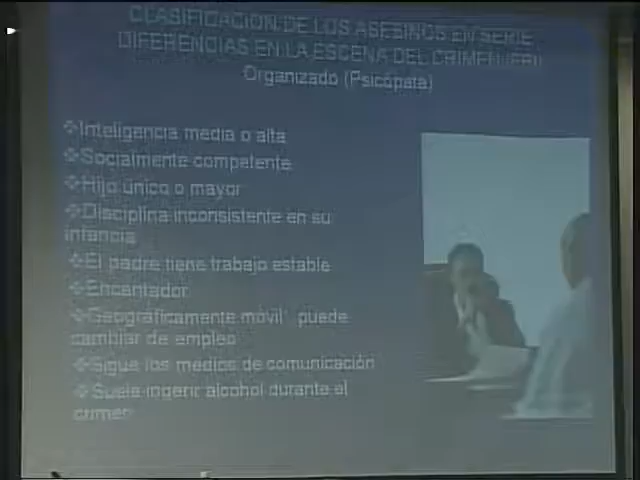 CLASIFICACIÓN DE LOS ASESINOS EN SERIE
DIFERENCIAS EN LA ESCENA DEL CRIMEN
Organizado (Psicópata)
Inteligencia media o alta
Socialmente competente
Hijo único o mayor
Disciplina inconsistente en su
infancia
El padre tiene trabajo estable
Encantador
Geográficamente móvil: puede
cambiar de empleo
Sigue los medios de comunicación
Suele ingerir alcohol durante el
crimen